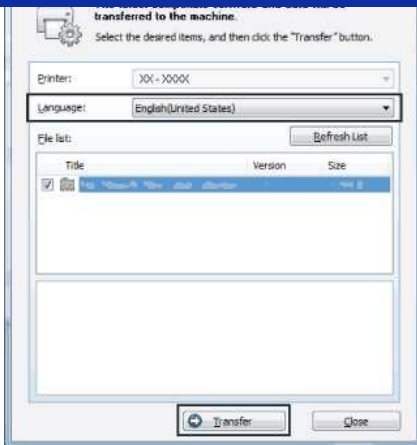 transferred to the machine.
Select the desired items, and then click the "Transfer" button.
Printer: XX-XXXX
Language: English(United States)
File list: Refresh List
Title Version Size
Transfer Close